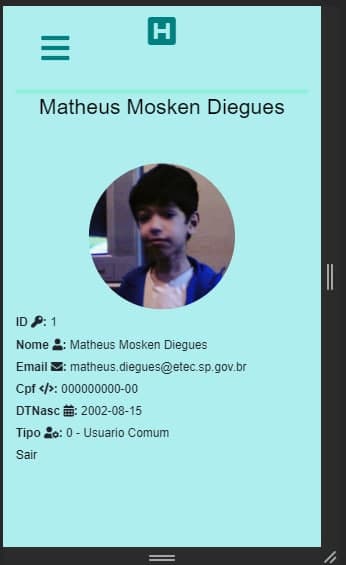 H
Matheus Mosken Diegues
ID : 1
Nome : Matheus Mosken Diegues
Email : matheus.diegues@etec.sp.gov.br
Cpf </>: 000000000-00
DTNasc : 2002-08-15
Tipo : 0 - Usuario Comum
Sair